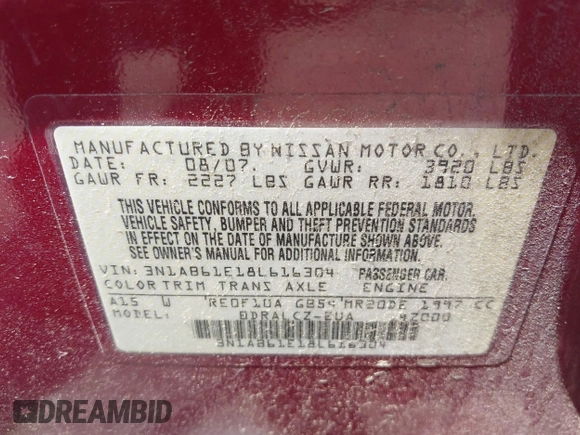 MANUFACTURED BY NISSAN MOTOR CO., LTD.
DATE: 08/07. GVWR: 3920 LBS
GAWR FR: 2227 LBS GAWR RR: 1810 LBS
THIS VEHICLE CONFORMS TO ALL APPLICABLE FEDERAL MOTOR
VEHICLE SAFETY, BUMPER AND THEFT PREVENTION STANDARDS
IN EFFECT ON THE DATE OF MANUFACTURE SHOWN ABOVE.
SEE OWNER'S MANUAL FOR ADDITIONAL INFORMATION.
VIN: 3N1AB61E18L616304 PASSENGER CAR.
COLOR TRIM TRANS AXLE ENGINE
A15 W RE0F10A GB54 MR20DE 1997 CC
MODEL: BDRALCZ-EUA 4Z000
3N1AB61E18L616304
DREAMBID